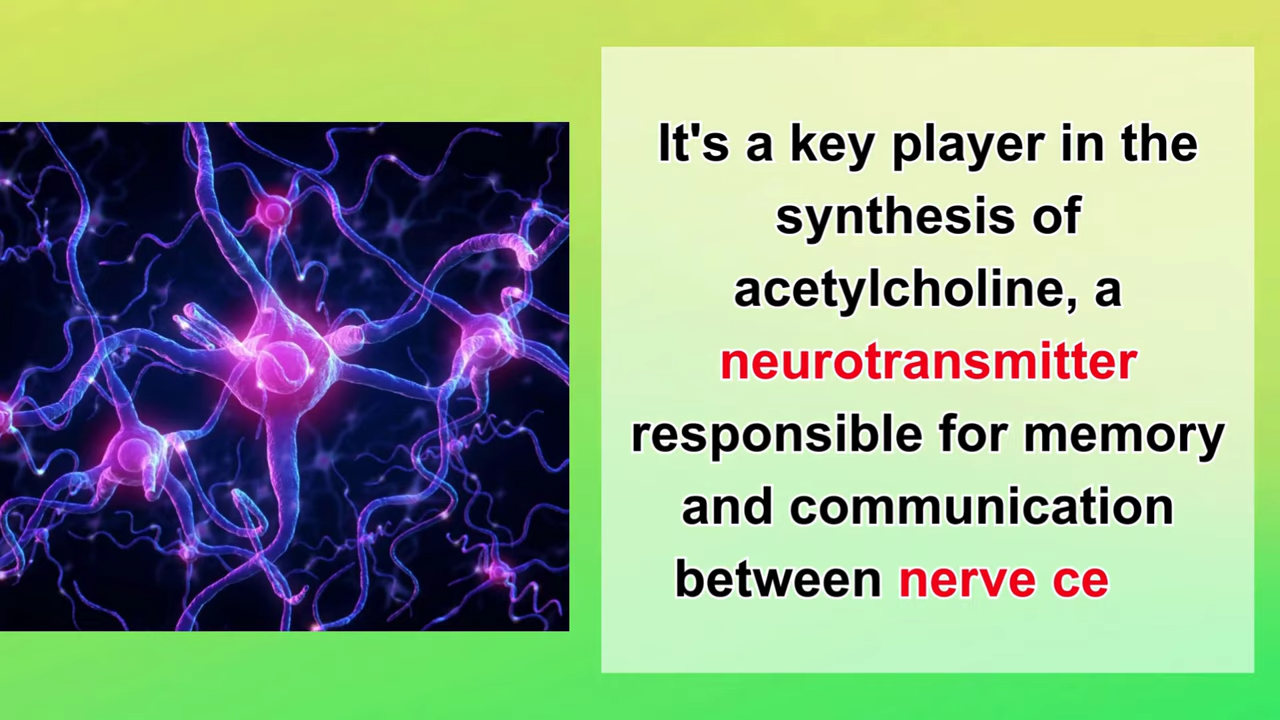 It's a key player in the
synthesis of
acetylcholine, a
neurotransmitter
responsible for memory
and communication
between nerve ce